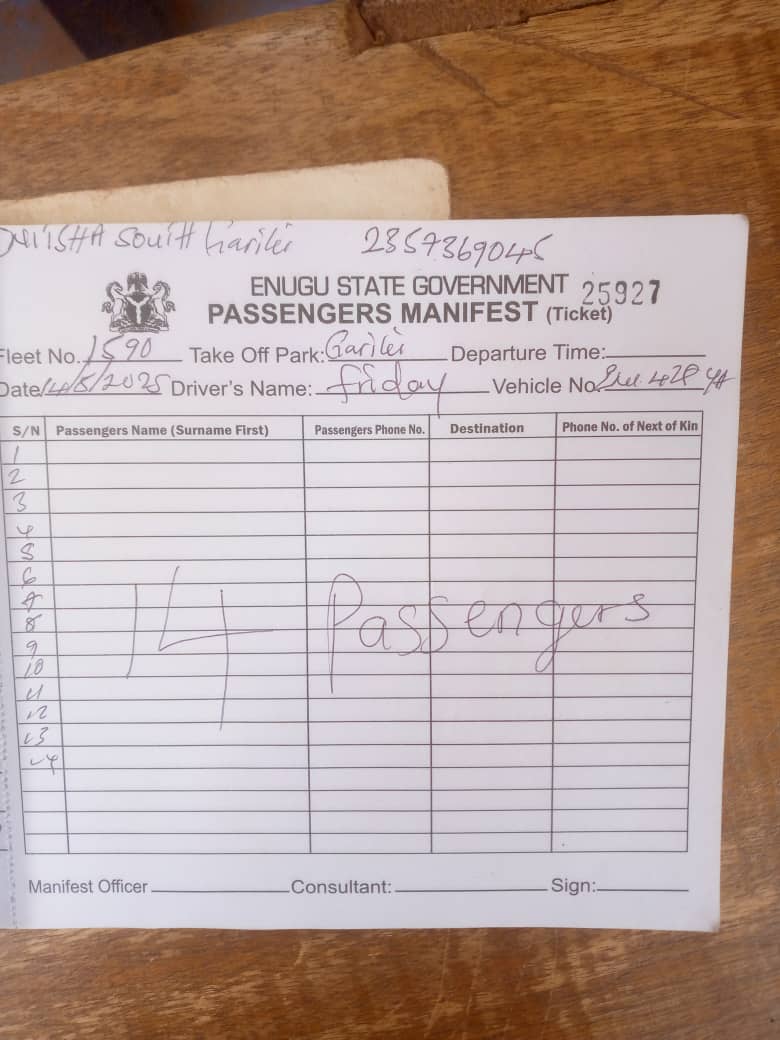 SOUTH Gariki 2357369045
ENUGU STATE GOVERNMENT 25927
PASSENGERS MANIFEST (Ticket)
Fleet No. 1590 Take Off Park: Gariki Departure Time:
Date 14/5/2025 Driver's Name: friday Vehicle No.
S/N Passengers Name (Surname First) Passengers Phone No. Destination Phone No. of Next of Kin
1
2
3
4
5
6
7
8
9
10
11
12
13
14
14 Passengers
Manifest Officer Consultant: Sign: